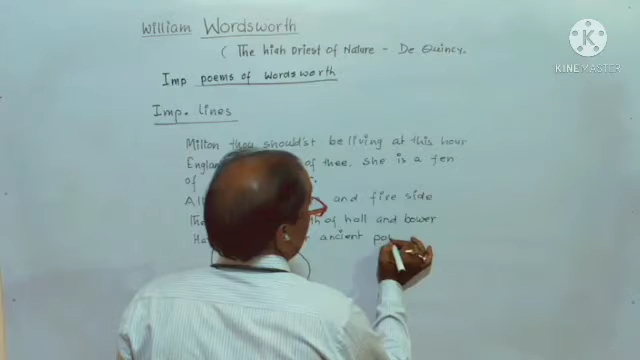 William Wordsworth
( The high Priest of Nature - De Quincy.
Imp poems of Wordsworth
Imp. lines
Milton thou should'st be living at this hour
England of thee. She is a fen
of
and fire side
of hall and bower
ancient
K
KINEMASTER